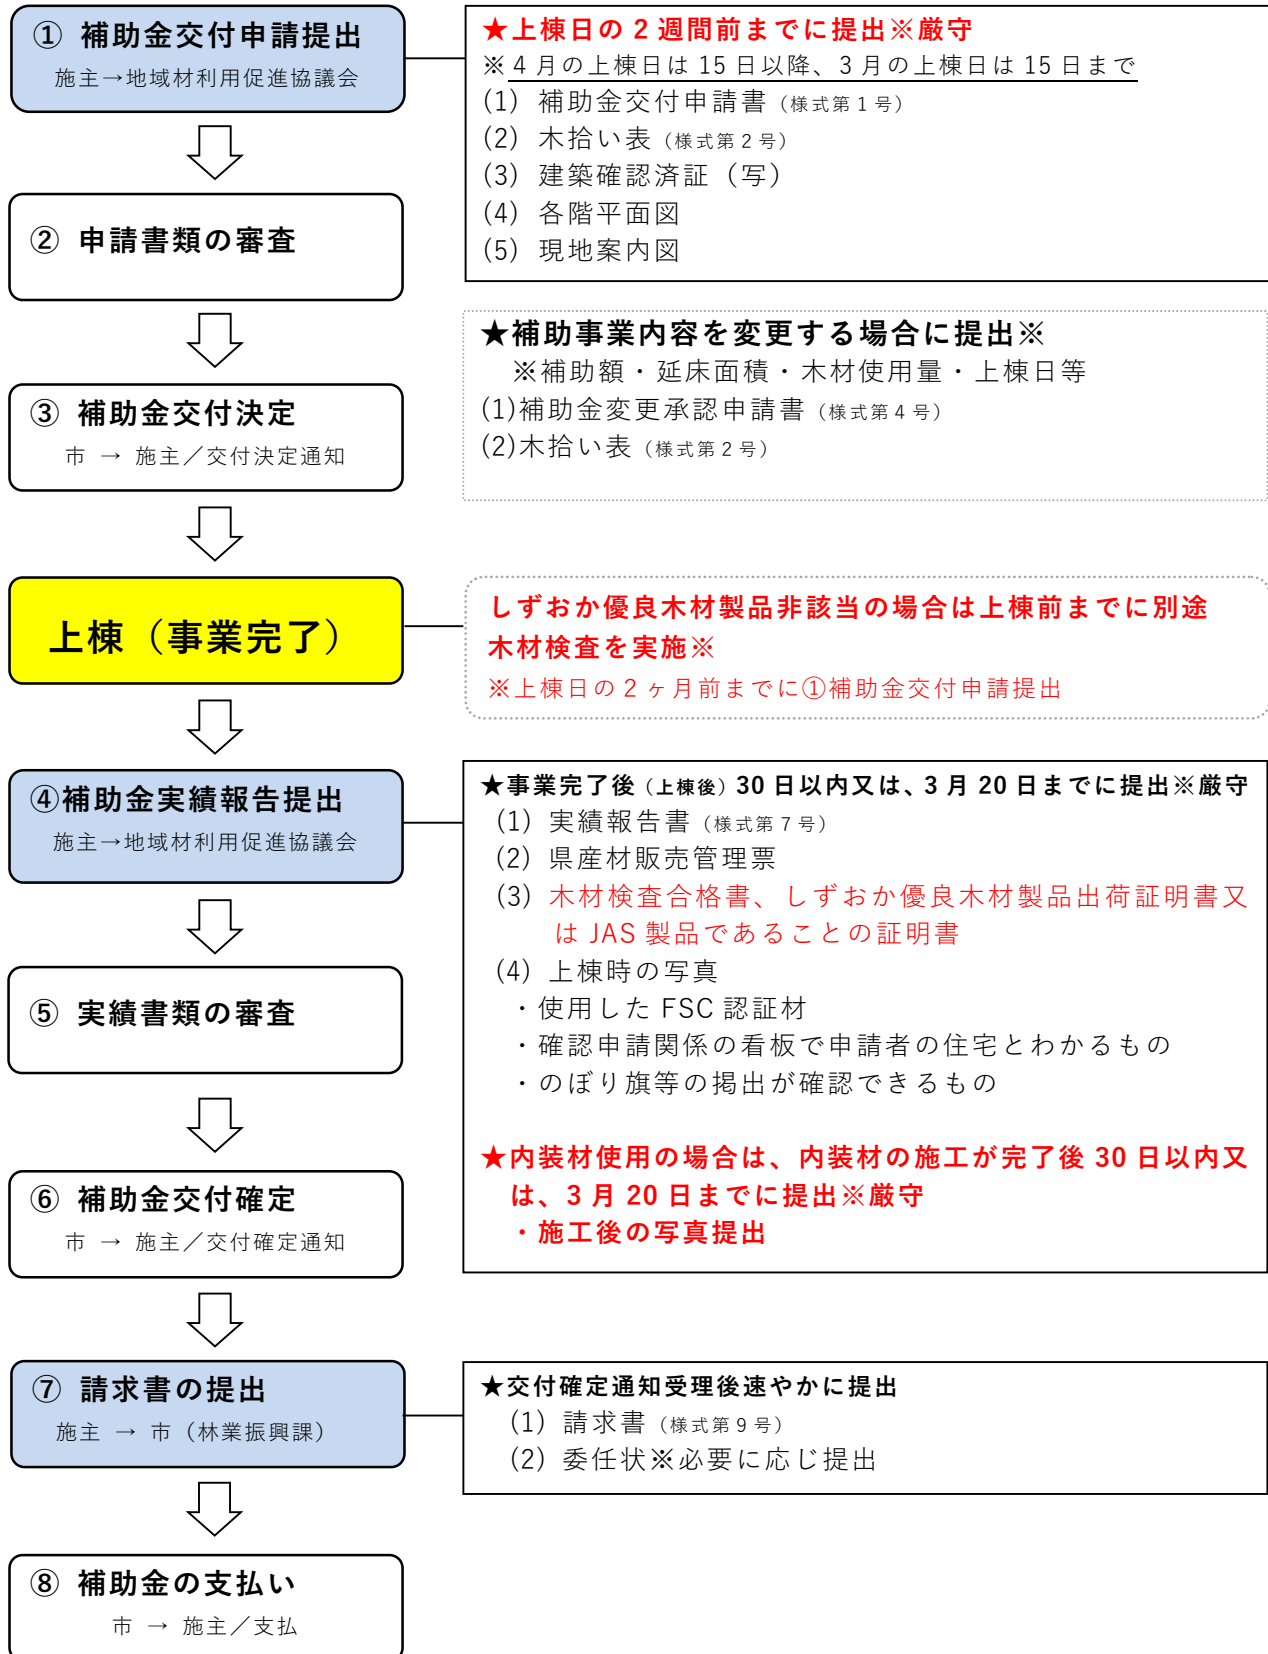 ① 補助金交付申請提出
施主→地域材利用促進協議会
★上棟日の2週間前までに提出※厳守
※4月の上棟日は15日以降、3月の上棟日は15日まで
(1) 補助金交付申請書（様式第1号）
(2) 木拾い表（様式第2号）
(3) 建築確認済証（写）
(4) 各階平面図
(5) 現地案内図
② 申請書類の審査
★補助事業内容を変更する場合に提出※
※補助額・延床面積・木材使用量・上棟日等
(1)補助金変更承認申請書（様式第4号）
(2)木拾い表（様式第2号）
③ 補助金交付決定
市 → 施主／交付決定通知
上棟（事業完了）
しずおか優良木材製品非該当の場合は上棟前までに別途
木材検査を実施※
※上棟日の2ヶ月前までに①補助金交付申請提出
④補助金実績報告提出
施主→地域材利用促進協議会
★事業完了後（上棟後）30日以内又は、3月20日までに提出※厳守
(1) 実績報告書（様式第7号）
(2) 県産材販売管理票
(3) 木材検査合格書、しずおか優良木材製品出荷証明書又
はJAS製品であることの証明書
(4) 上棟時の写真
・使用したFSC認証材
・確認申請関係の看板で申請者の住宅とわかるもの
・のぼり旗等の掲出が確認できるもの
★内装材使用の場合は、内装材の施工が完了後30日以内又
は、3月20日までに提出※厳守
・施工後の写真提出
⑤ 実績書類の審査
⑥ 補助金交付確定
市 → 施主／交付確定通知
⑦ 請求書の提出
施主 → 市（林業振興課）
★交付確定通知受理後速やかに提出
(1) 請求書（様式第9号）
(2) 委任状※必要に応じ提出
⑧ 補助金の支払い
市 → 施主／支払